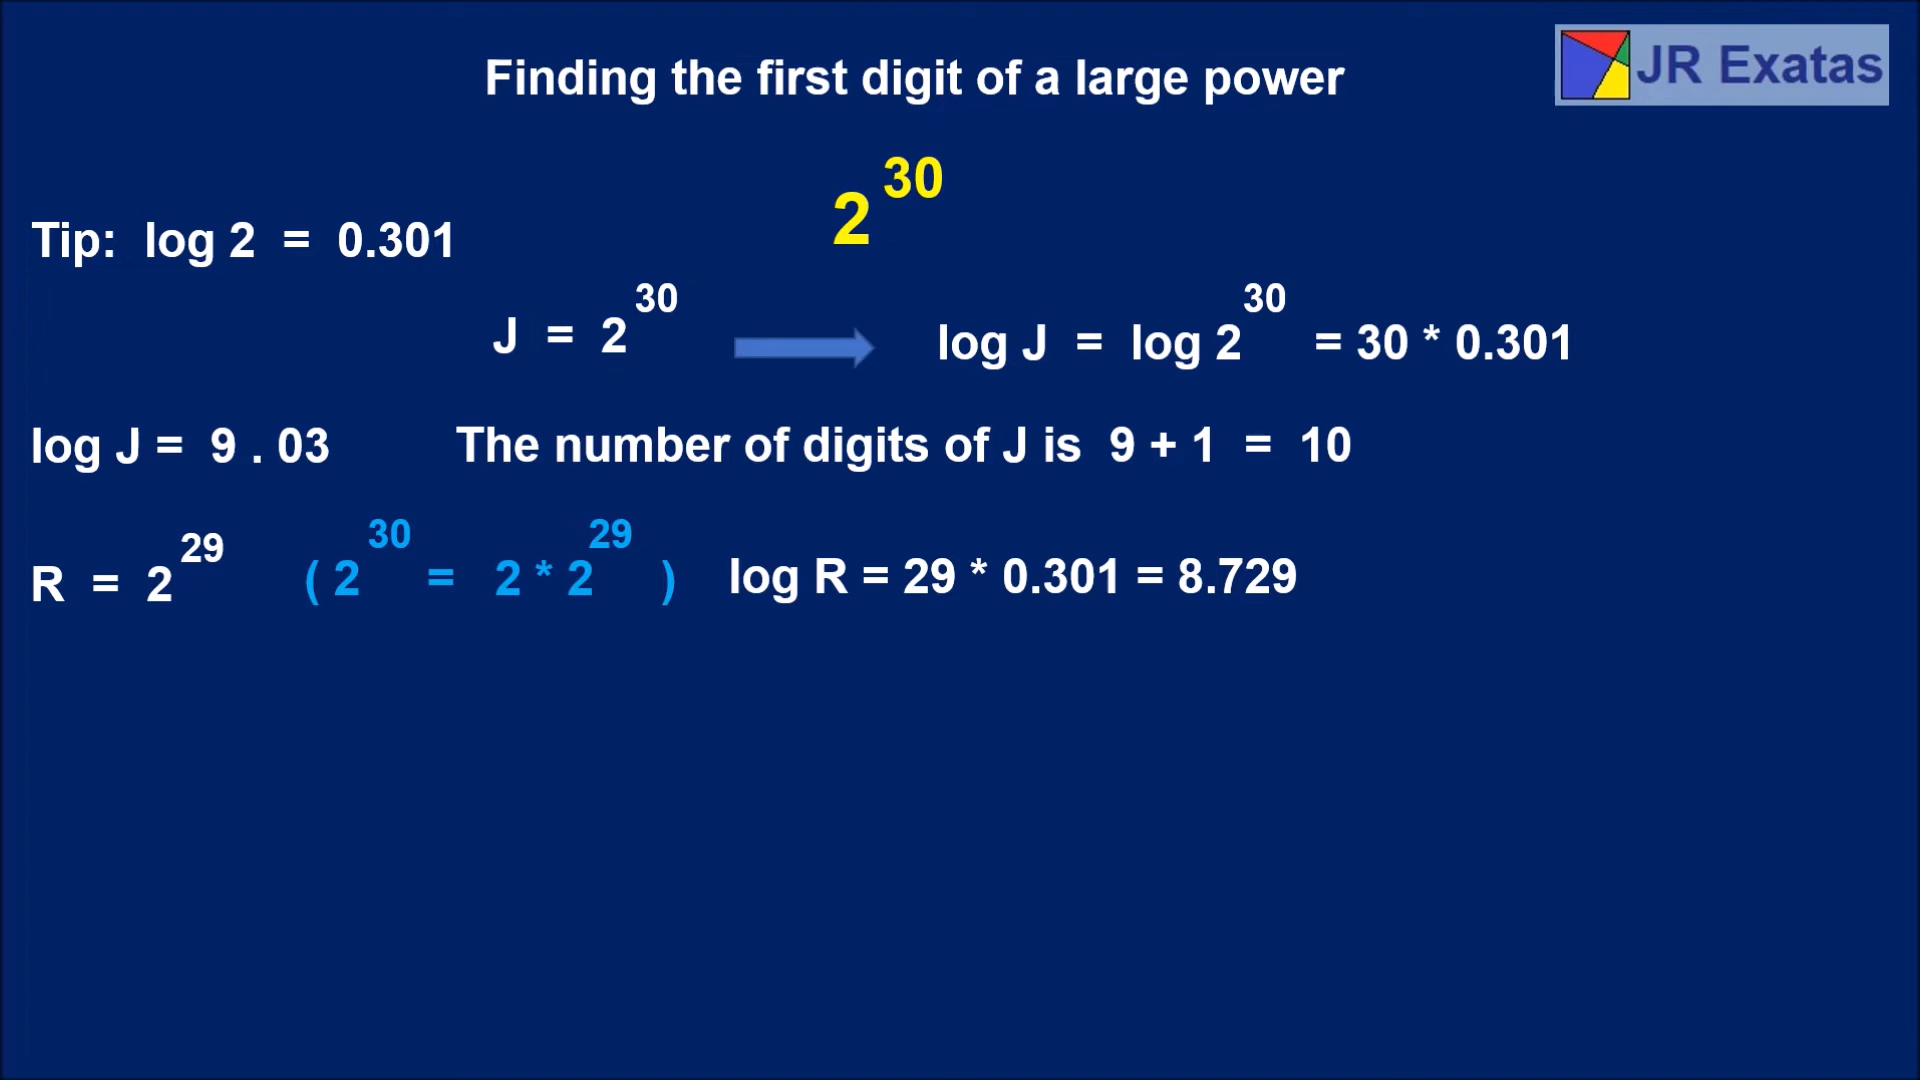 Finding the first digit of a large power
JR Exatas
2^30
Tip: log 2 = 0.301
J = 2^30 log J = log 2^30 = 30 * 0.301
log J = 9 . 03 The number of digits of J is 9 + 1 = 10
R = 2^29 ( 2^30 = 2 * 2^29 ) log R = 29 * 0.301 = 8.729